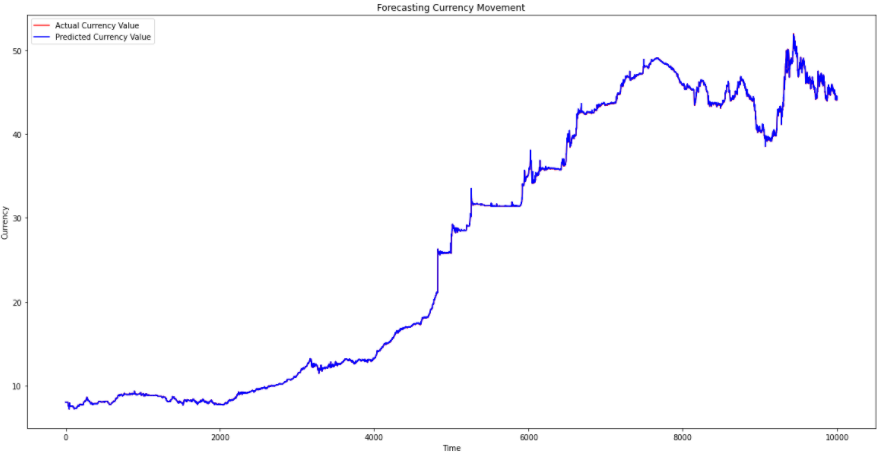 Forecasting Currency Movement
Actual Currency Value
Predicted Currency Value
50
40
30
20
10
Currency
0 2000 4000 6000 8000 10000
Time